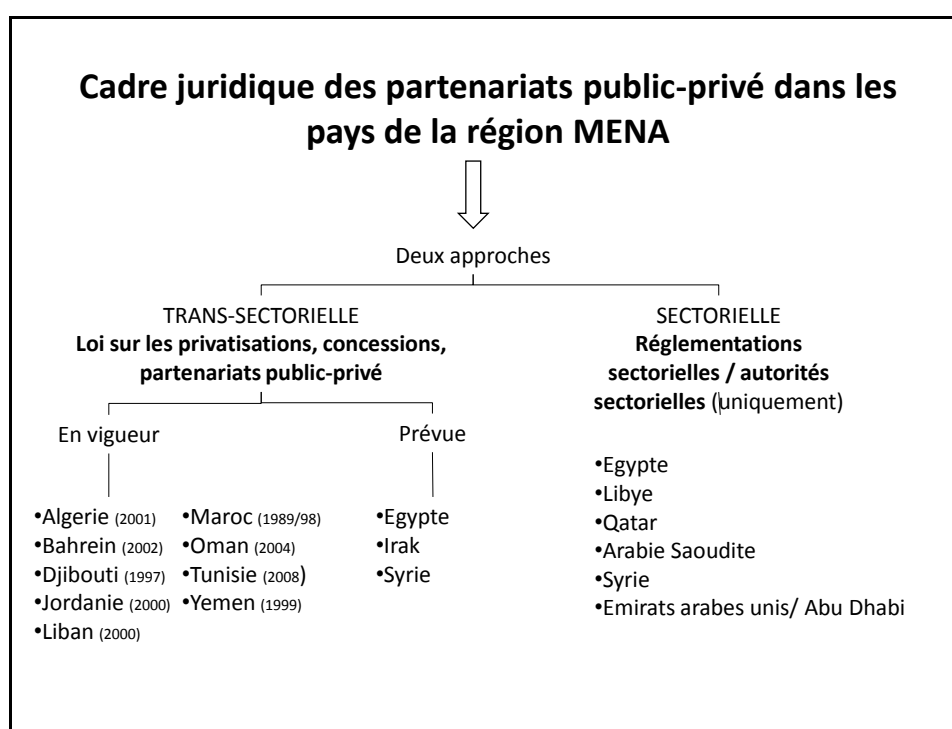 Cadre juridique des partenariats public-privé dans les
pays de la région MENA
Deux approches
TRANS-SECTORIELLE
Loi sur les privatisations, concessions,
partenariats public-privé
En vigueur
•Algerie (2001)
•Bahrein (2002)
•Djibouti (1997)
•Jordanie (2000)
•Liban (2000)
•Maroc (1989/98)
•Oman (2004)
•Tunisie (2008)
•Yemen (1999)
Prévue
•Egypte
•Irak
•Syrie
SECTORIELLE
Réglementations
sectorielles / autorités
sectorielles (uniquement)
•Egypte
•Libye
•Qatar
•Arabie Saoudite
•Syrie
•Emirats arabes unis/ Abu Dhabi